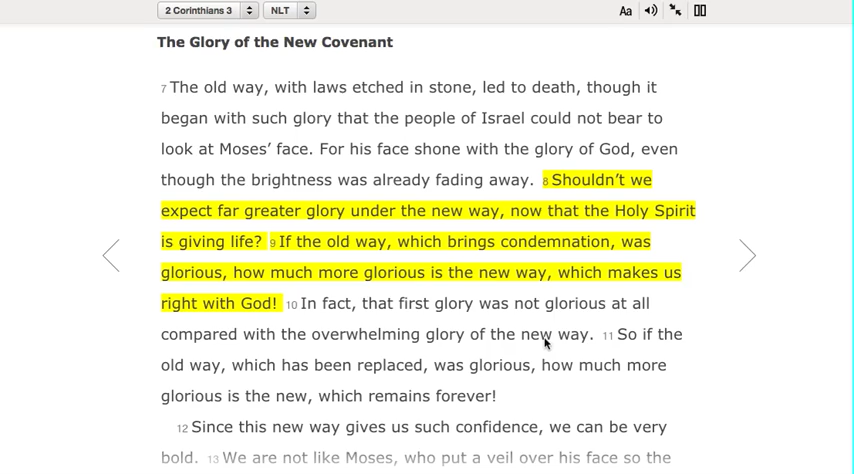 2 Corinthians 3 NLT Aa
The Glory of the New Covenant
7 The old way, with laws etched in stone, led to death, though it
began with such glory that the people of Israel could not bear to
look at Moses’ face. For his face shone with the glory of God, even
though the brightness was already fading away. 8 Shouldn’t we
expect far greater glory under the new way, now that the Holy Spirit
is giving life? 9 If the old way, which brings condemnation, was
glorious, how much more glorious is the new way, which makes us
right with God! 10 In fact, that first glory was not glorious at all
compared with the overwhelming glory of the new way. 11 So if the
old way, which has been replaced, was glorious, how much more
glorious is the new, which remains forever!
12 Since this new way gives us such confidence, we can be very
bold. 13 We are not like Moses, who put a veil over his face so the